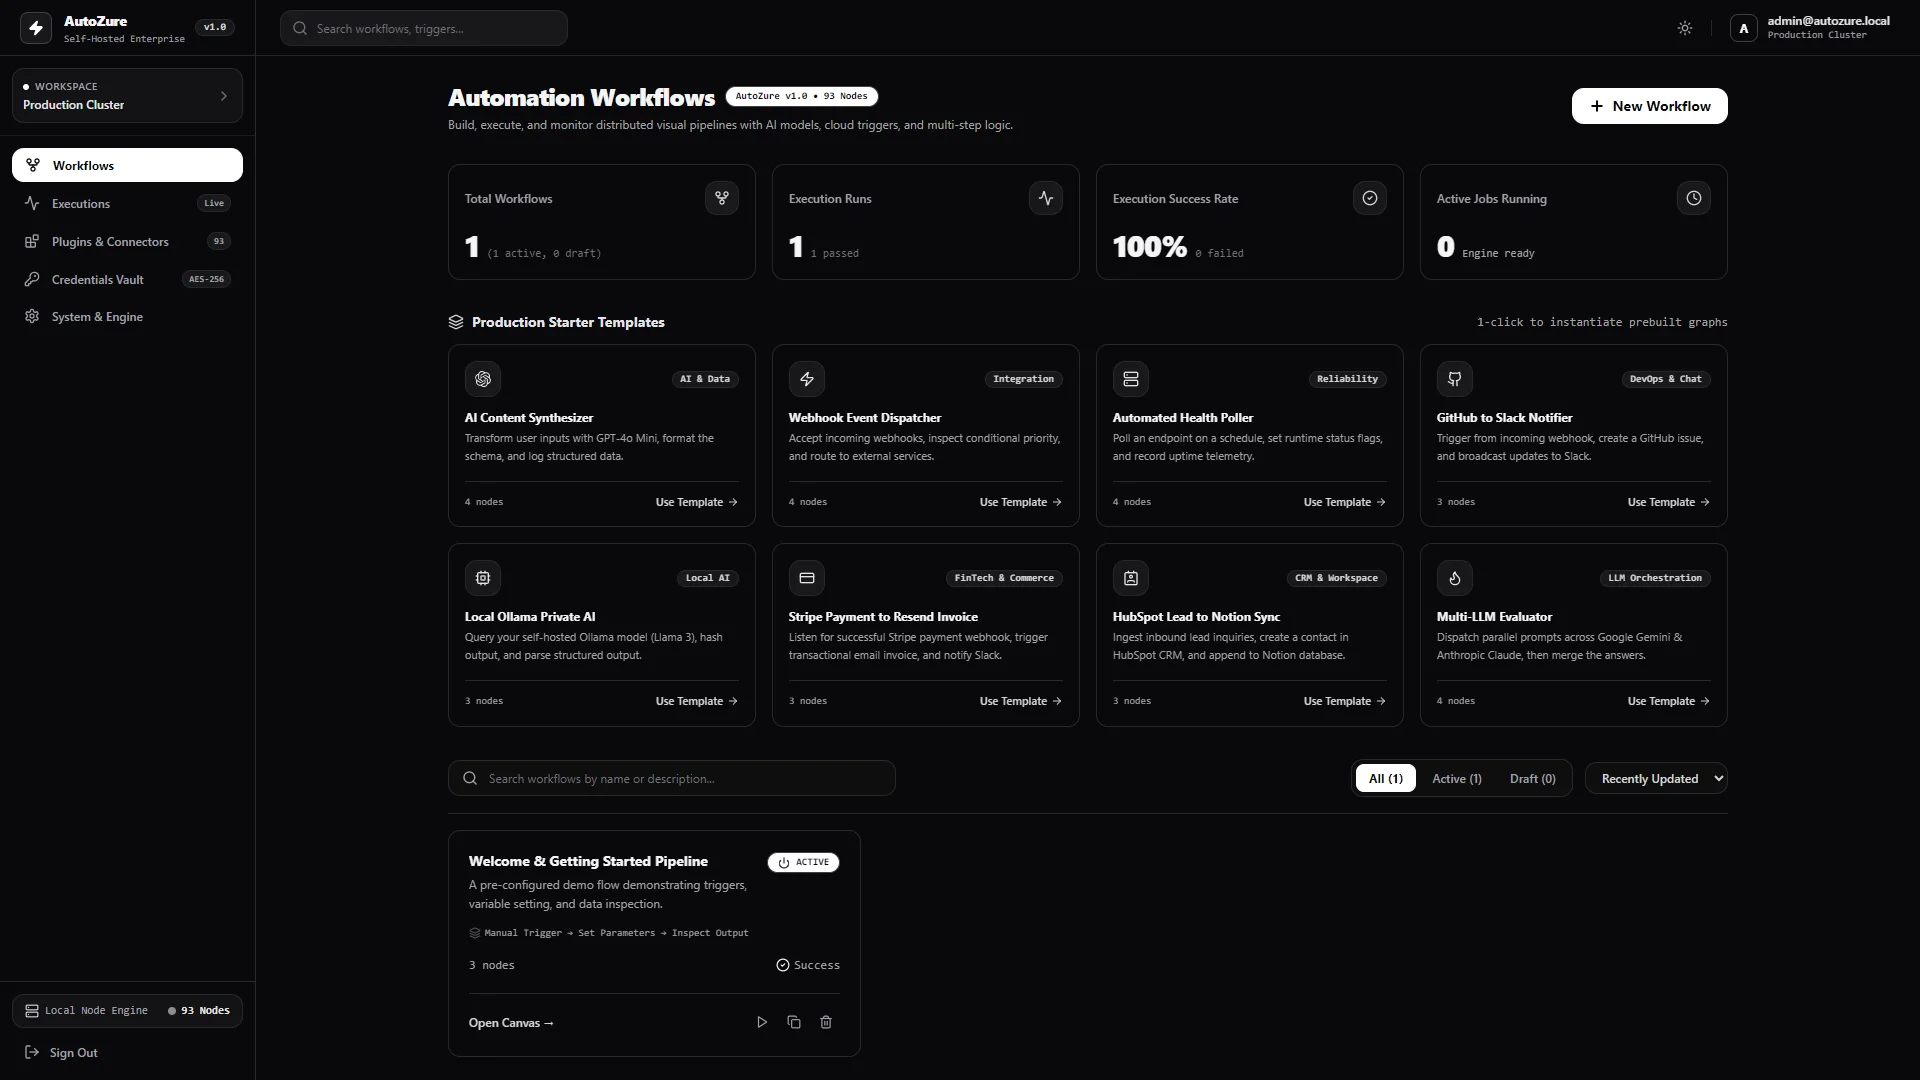 AutoZure
Self-Hosted Enterprise
v1.0
WORKSPACE
Production Cluster
Workflows
Executions
Live
Plugins & Connectors
93
Credentials Vault
AES-256
System & Engine
Local Node Engine
93 Nodes
Sign Out
Search workflows, triggers...
A
admin@autozure.local
Production Cluster
Automation Workflows
AutoZure v1.0 • 93 Nodes
Build, execute, and monitor distributed visual pipelines with AI models, cloud triggers, and multi-step logic.
New Workflow
Total Workflows
1 (1 active, 0 draft)
Execution Runs
1 1 passed
Execution Success Rate
100% 0 failed
Active Jobs Running
0 Engine ready
Production Starter Templates
1-click to instantiate prebuilt graphs
AI & Data
AI Content Synthesizer
Transform user inputs with GPT-4o Mini, format the
schema, and log structured data.
4 nodes
Use Template →
Integration
Webhook Event Dispatcher
Accept incoming webhooks, inspect conditional priority,
and route to external services.
4 nodes
Use Template →
Reliability
Automated Health Poller
Poll an endpoint on a schedule, set runtime status flags,
and record uptime telemetry.
4 nodes
Use Template →
DevOps & Chat
GitHub to Slack Notifier
Trigger from incoming webhook, create a GitHub issue,
and broadcast updates to Slack.
3 nodes
Use Template →
Local AI
Local Ollama Private AI
Query your self-hosted Ollama model (Llama 3), hash
output, and parse structured output.
3 nodes
Use Template →
FinTech & Commerce
Stripe Payment to Resend Invoice
Listen for successful Stripe payment webhook, trigger
transactional email invoice, and notify Slack.
3 nodes
Use Template →
CRM & Workspace
HubSpot Lead to Notion Sync
Ingest inbound lead inquiries, create a contact in
HubSpot CRM, and append to Notion database.
3 nodes
Use Template →
LLM Orchestration
Multi-LLM Evaluator
Dispatch parallel prompts across Google Gemini &
Anthropic Claude, then merge the answers.
4 nodes
Use Template →
Search workflows by name or description...
All (1)
Active (1)
Draft (0)
Recently Updated
Welcome & Getting Started Pipeline
ACTIVE
A pre-configured demo flow demonstrating triggers,
variable setting, and data inspection.
Manual Trigger → Set Parameters → Inspect Output
3 nodes
Success
Open Canvas →